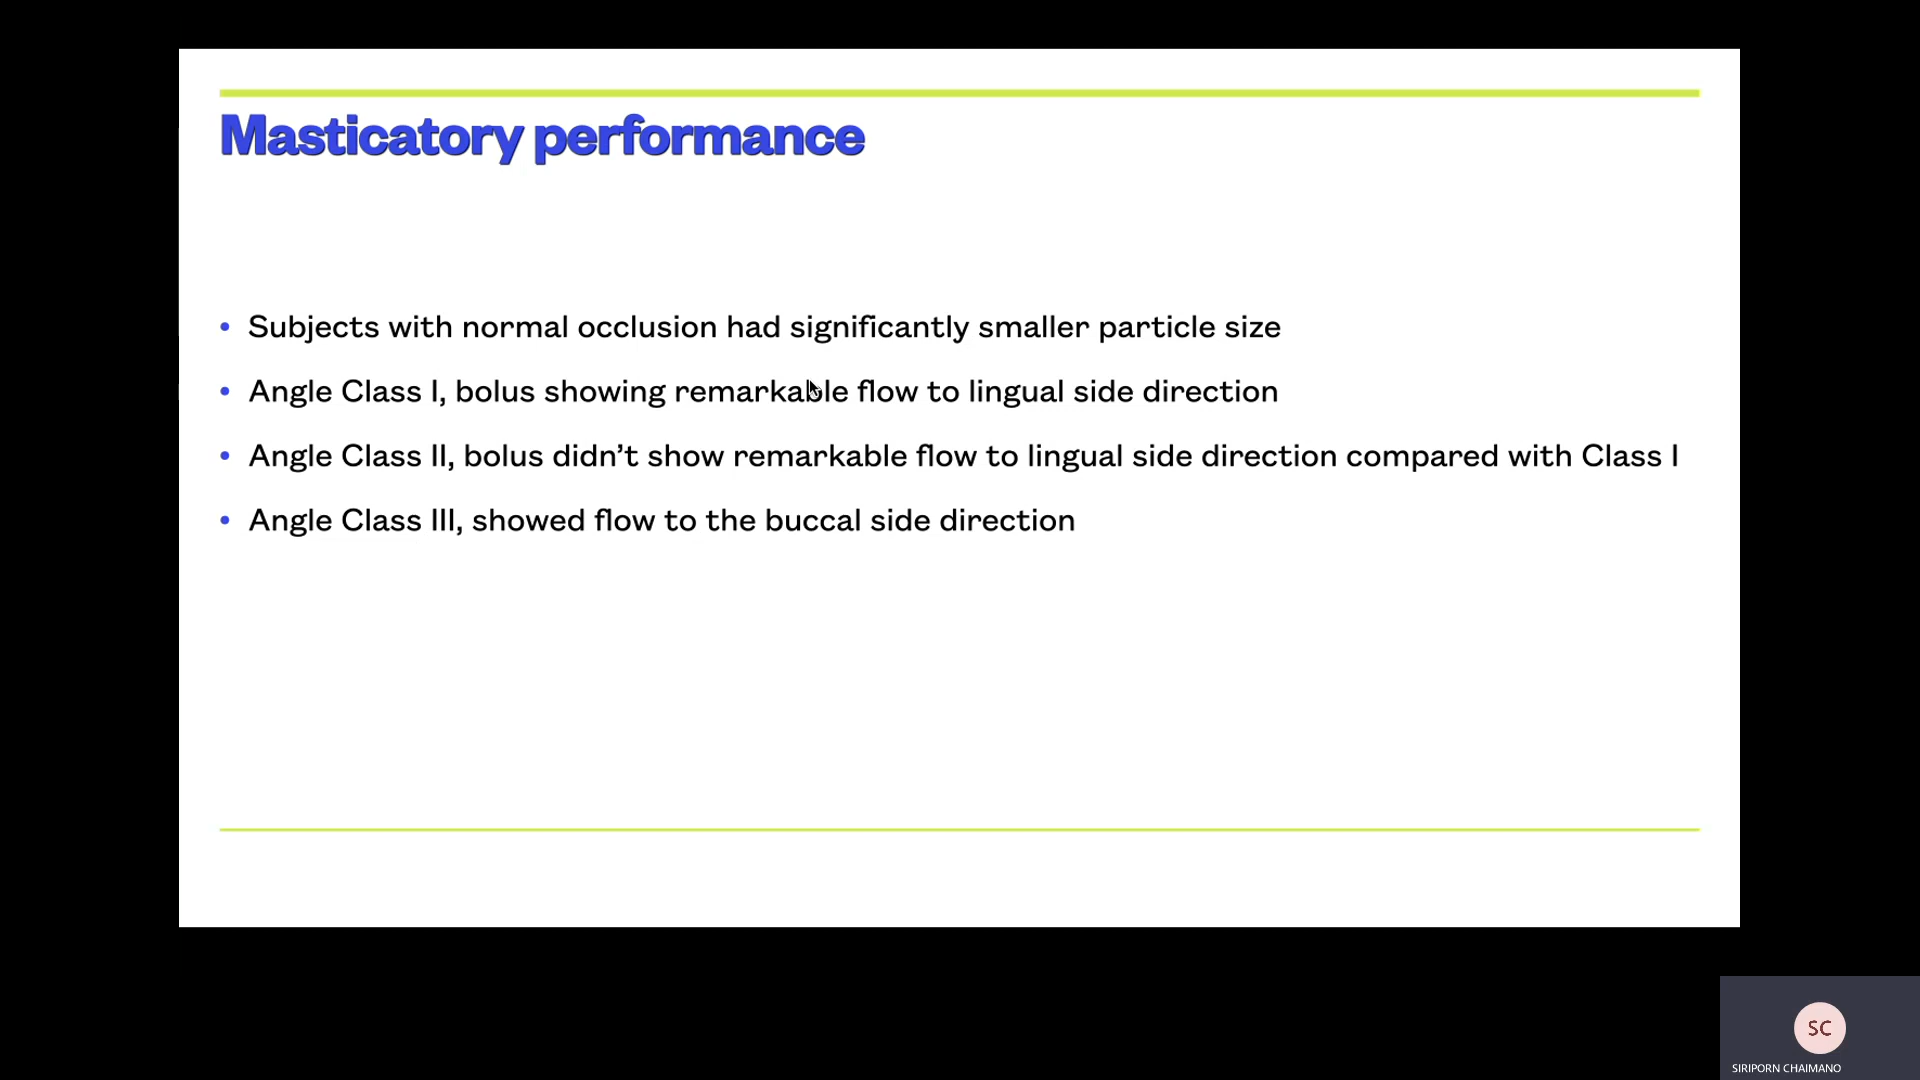 Masticatory performance
• Subjects with normal occlusion had significantly smaller particle size
• Angle Class I, bolus showing remarkable flow to lingual side direction
• Angle Class II, bolus didn’t show remarkable flow to lingual side direction compared with Class I
• Angle Class III, showed flow to the buccal side direction
SC
SIRIPORN CHAIMANO